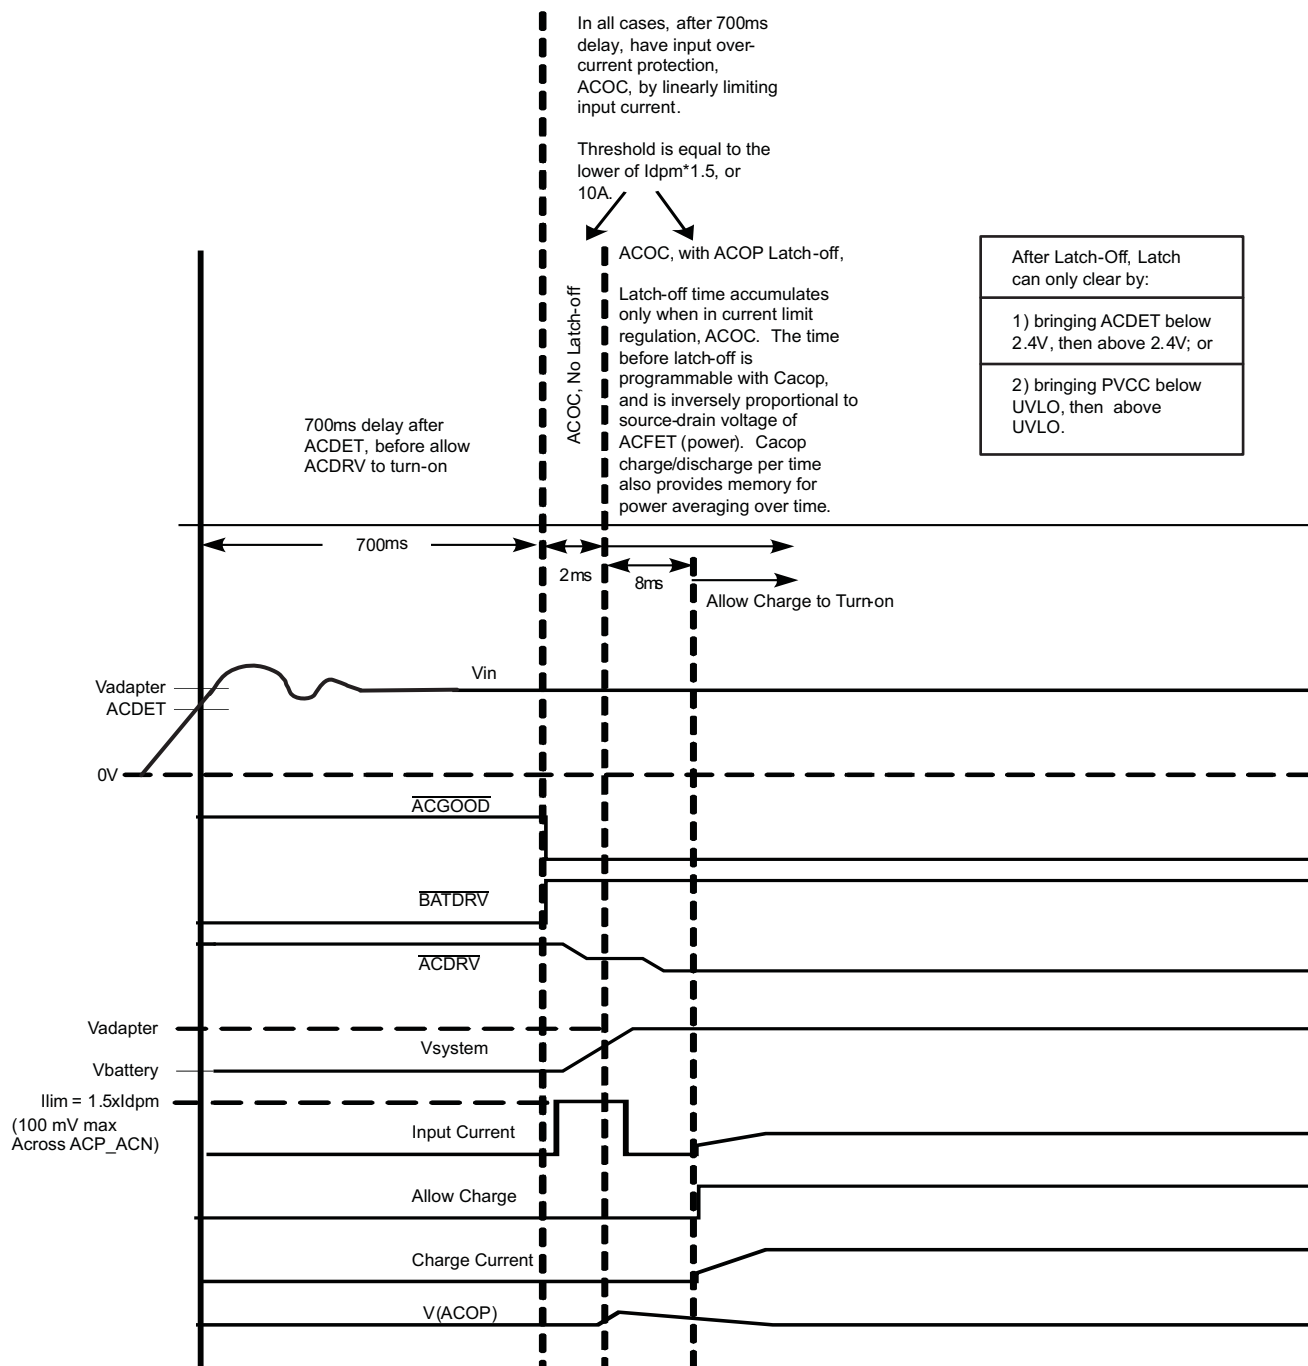 In all cases, after 700ms
delay, have input over-
current protection,
ACOC, by linearly limiting
input current.
Threshold is equal to the
lower of Idpm*1.5, or
10A.
ACOC, No Latch-off
ACOC, with ACOP Latch-off,
Latch-off time accumulates
only when in current limit
regulation, ACOC. The time
before latch-off is
programmable with Cacop,
and is inversely proportional to
source-drain voltage of
ACFET (power). Cacop
charge/discharge per time
also provides memory for
power averaging over time.
After Latch-Off, Latch
can only clear by:
1) bringing ACDET below
2.4V, then above 2.4V; or
2) bringing PVCC below
UVLO, then above
UVLO.
700ms delay after
ACDET, before allow
ACDRV to turn-on
700ms
2ms
8ms
Allow Charge to Turn-on
Vin
Vadapter
ACDET
0V
ACGOOD
BATDRV
ACDRV
Vadapter
Vsystem
Vbattery
Ilim = 1.5xIdpm
(100 mV max
Across ACP_ACN)
Input Current
Allow Charge
Charge Current
V(ACOP)